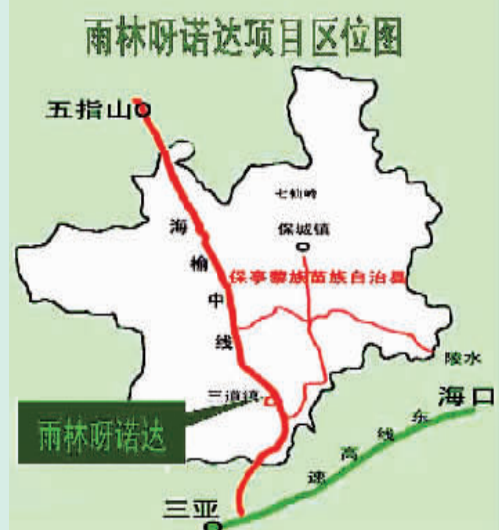 雨林呀诺达项目区位图
五指山
七仙岭
保城镇
海榆中线
保亭黎族苗族自治县
陵水
三道镇
海口
雨林呀诺达
东线高速
三亚